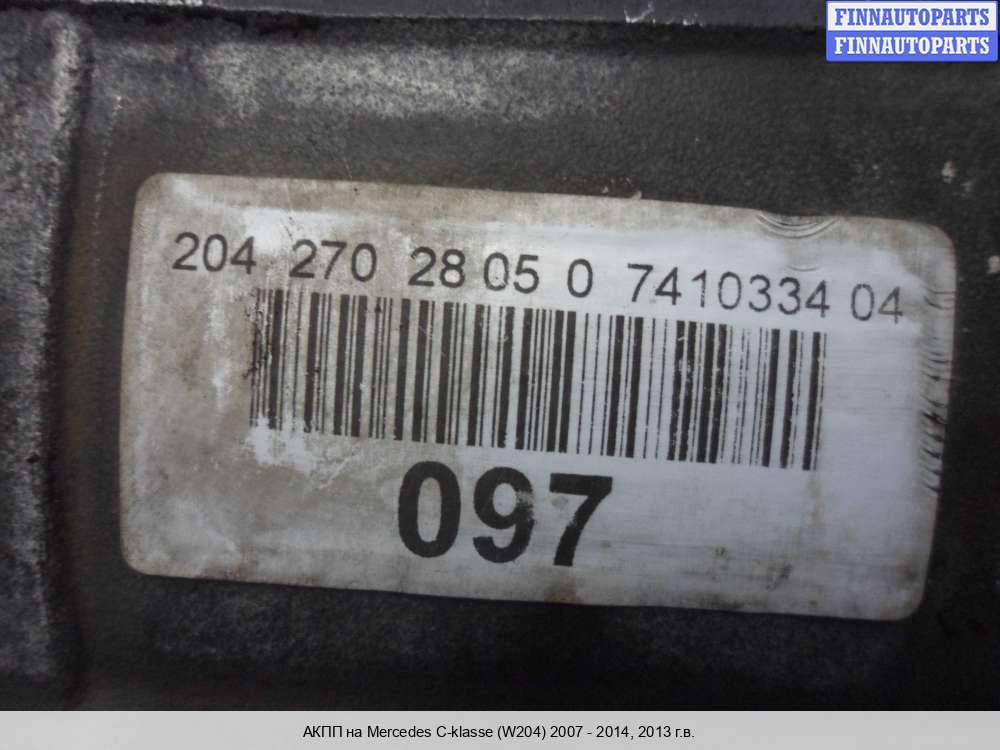 FINNAUTOPARTS
FINNAUTOPARTS
204 270 28 05 0 7410334 04
097
АКПП на Mercedes C-klasse (W204) 2007 - 2014, 2013 г.в.